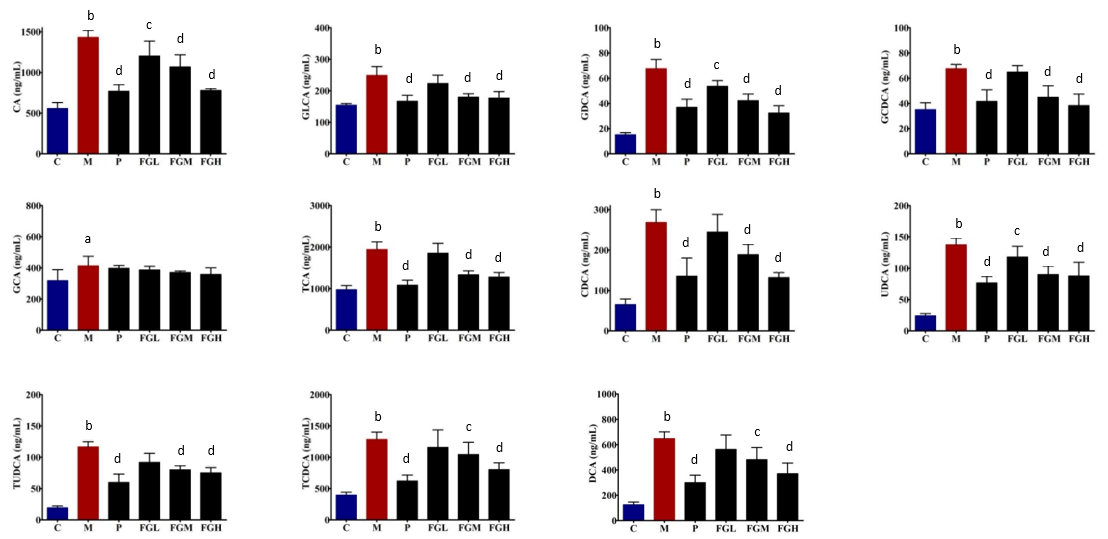 b
c
d
d
d
CA (ng/mL)
1500
1000
500
0
C M P FGL FGM FGH
b
d
d
d
GLCA (ng/mL)
400
300
200
100
0
C M P FGL FGM FGH
b
d
c
d
d
GDCA (ng/mL)
100
80
60
40
20
0
C M P FGL FGM FGH
b
d
d
d
GCDCA (ng/mL)
100
80
60
40
20
0
C M P FGL FGM FGH
a
GCA (ng/mL)
800
600
400
200
0
C M P FGL FGM FGH
b
d
d
d
TCA (ng/mL)
3000
2000
1000
0
C M P FGL FGM FGH
b
d
d
d
CDCA (ng/mL)
300
200
100
0
C M P FGL FGM FGH
b
d
c
d
d
UDCA (ng/mL)
200
150
100
50
0
C M P FGL FGM FGH
b
d
d
d
TUDCA (ng/mL)
200
150
100
50
0
C M P FGL FGM FGH
b
d
c
d
TCDCA (ng/mL)
2000
1500
1000
500
0
C M P FGL FGM FGH
b
d
c
d
DCA (ng/mL)
1000
800
600
400
200
0
C M P FGL FGM FGH